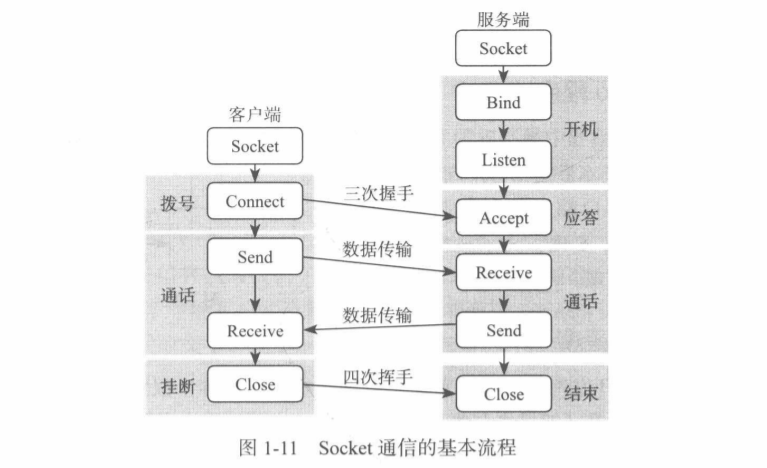 服务端
Socket
Bind
开机
Listen
客户端
Socket
拨号
Connect
三次握手
Accept
应答
Send
数据传输
Receive
通话
通话
Receive
数据传输
Send
挂断
Close
四次挥手
Close
结束
图 1-11 Socket 通信的基本流程